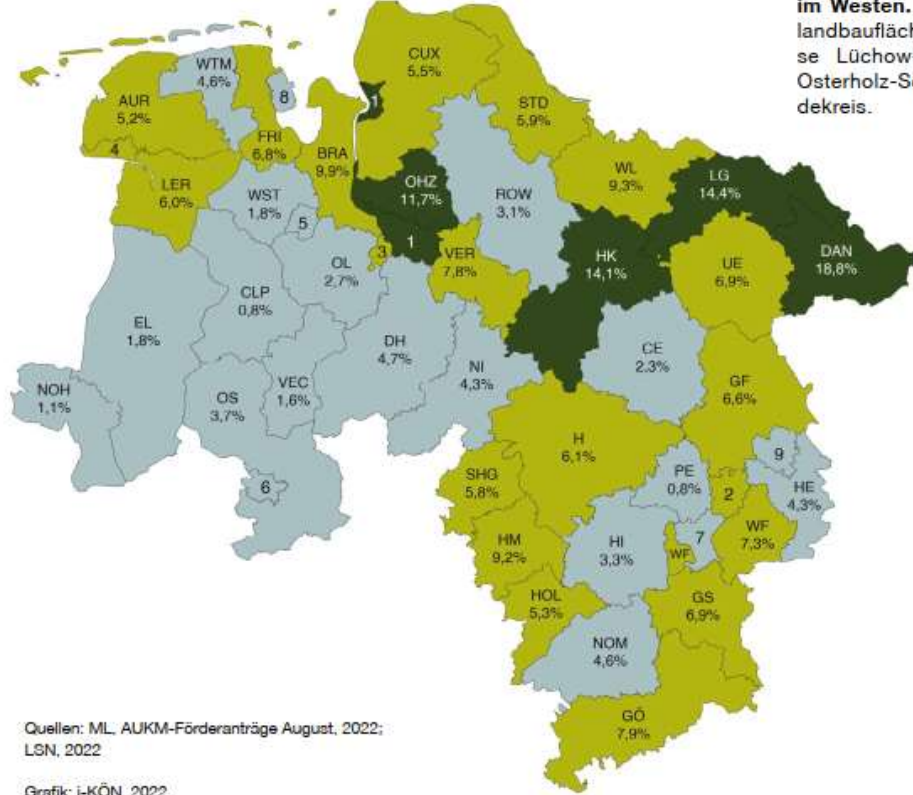 im Westen.
landbaufläch
se Lüchow-
Osterholz-Sc
dekreis.
WTM
4,6%
8
CUX
5,5%
1
AUR
5,2%
4
FRI
6,8%
BRA
9,9%
STD
5,9%
LER
6,0%
WST
1,8%
5
OHZ
11,7%
1
ROW
3,1%
WL
9,3%
LG
14,4%
DAN
18,8%
3
VER
7,8%
HK
14,1%
UE
6,9%
OL
2,7%
CLP
0,8%
EL
1,8%
DH
4,7%
NI
4,3%
CE
2,3%
NOH
1,1%
OS
3,7%
VEC
1,6%
GF
6,6%
6
H
6,1%
SHG
5,8%
PE
0,8%
2
9
HE
4,3%
HM
9,2%
HI
3,3%
WF
7
WF
7,3%
HOL
5,3%
GS
6,9%
NOM
4,6%
GÖ
7,9%
Quellen: ML, AUKM-Förderanträge August, 2022;
LSN, 2022
Grafik: i-KÖN, 2022